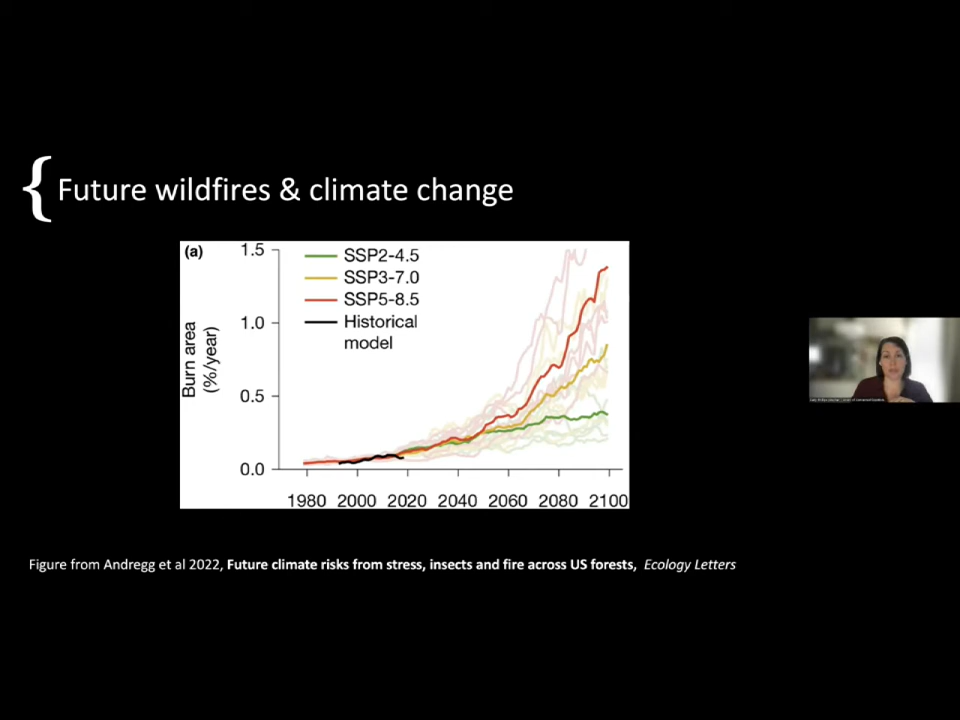 { Future wildfires & climate change
(a)
1.5
1.0
0.5
0.0
Burn area
(%/year)
SSP2-4.5
SSP3-7.0
SSP5-8.5
Historical
model
1980 2000 2020 2040 2060 2080 2100
Figure from Andregg et al 2022, Future climate risks from stress, insects and fire across US forests, Ecology Letters